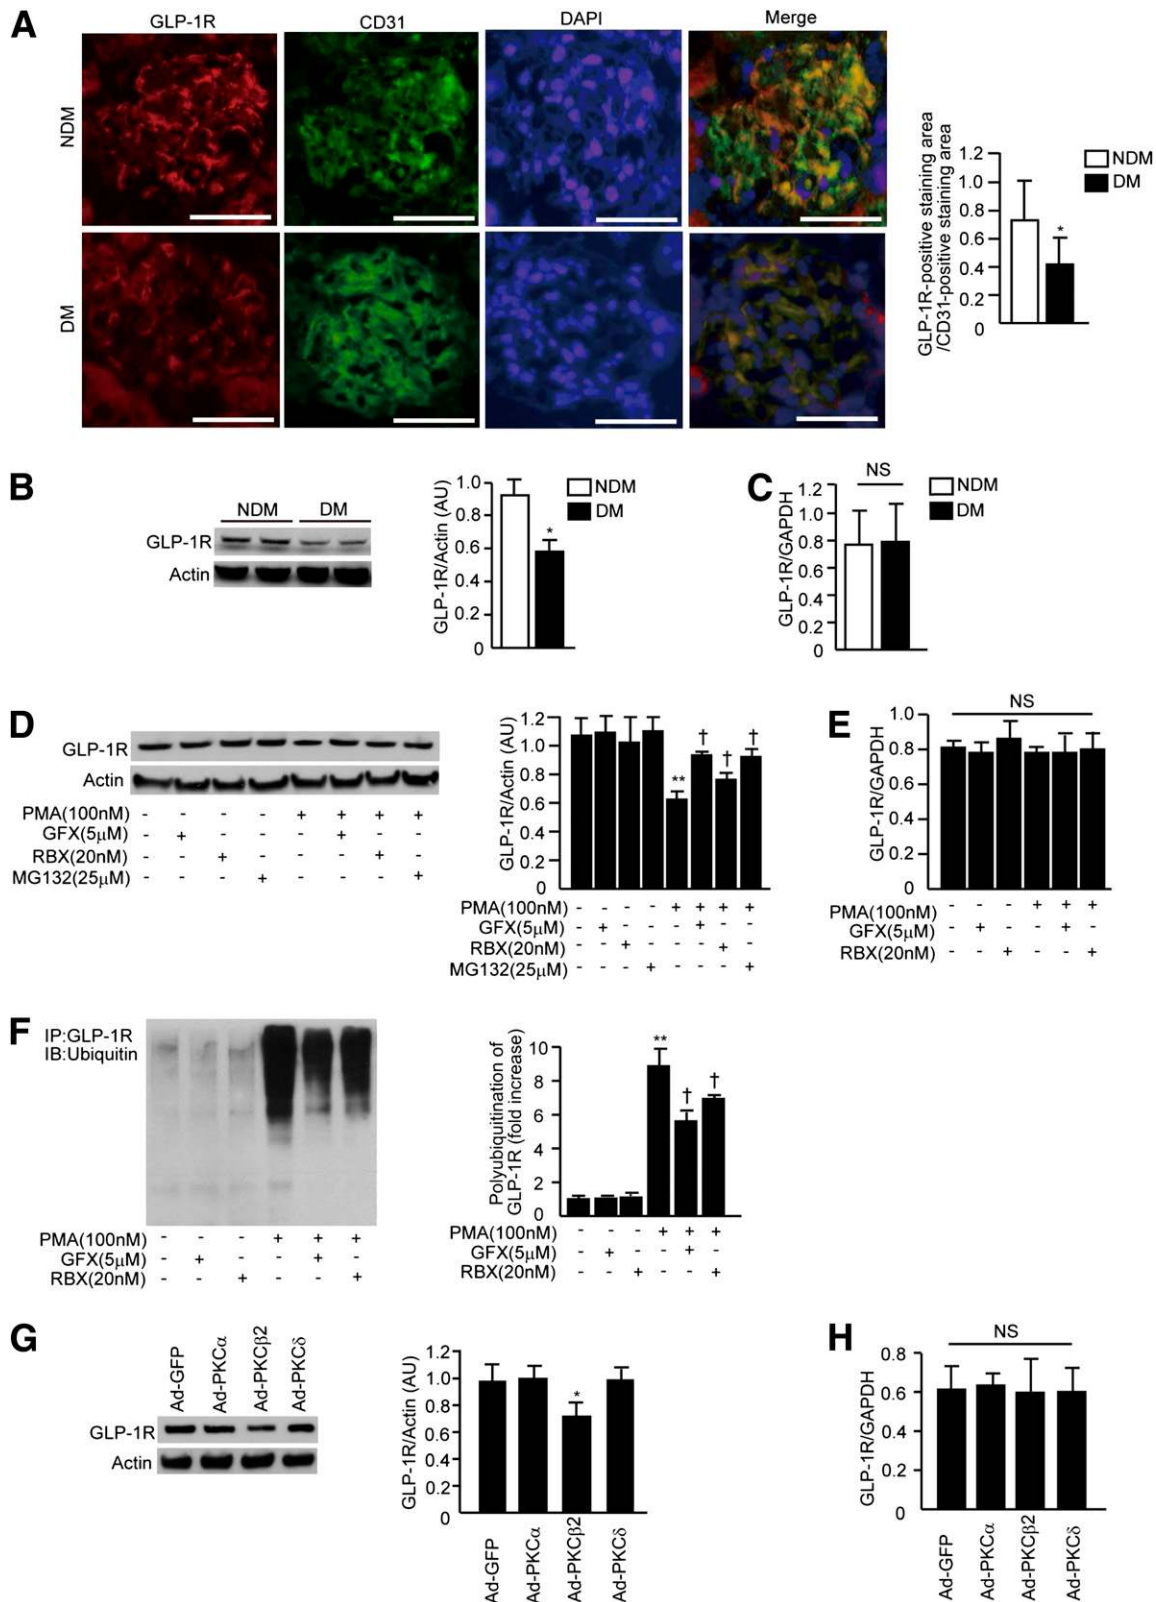 A
GLP-1R CD31 DAPI Merge
NDM
DM
GLP-1R-positive staining area
/CD31-positive staining area
1.2
1.0
0.8
0.6
0.4
0.2
0
*
NDM
DM
B
NDM DM
GLP-1R
Actin
GLP-1R/Actin (AU)
1.0
0.8
0.6
0.4
0.2
0
*
NDM
DM
C
NS
GLP-1R/GAPDH
1.2
1.0
0.8
0.6
0.4
0.2
0
NDM
DM
D
GLP-1R
Actin
PMA(100nM) - - - - + + + +
GFX(5μM) - + - - - + - -
RBX(20nM) - - + - - - + -
MG132(25μM) - - - + - - - +
GLP-1R/Actin (AU)
1.2
1.0
0.8
0.6
0.4
0.2
0
** † † †
PMA(100nM) - - - - + + + +
GFX(5μM) - + - - - + - -
RBX(20nM) - - + - - - + -
MG132(25μM) - - - + - - - +
E
NS
GLP-1R/GAPDH
1.0
0.8
0.6
0.4
0.2
0
PMA(100nM) - - - + + +
GFX(5μM) - + - - + -
RBX(20nM) - - + - - +
F
IP:GLP-1R
IB:Ubiquitin
PMA(100nM) - - - + + +
GFX(5μM) - + - - + -
RBX(20nM) - - + - - +
Polyubiquitination of
GLP-1R (fold increase)
10
8
6
4
2
0
** † †
PMA(100nM) - - - + + +
GFX(5μM) - + - - + -
RBX(20nM) - - + - - +
G
Ad-GFP
Ad-PKCα
Ad-PKCβ2
Ad-PKCδ
GLP-1R
Actin
GLP-1R/Actin (AU)
1.2
1.0
0.8
0.6
0.4
0.2
0
*
Ad-GFP
Ad-PKCα
Ad-PKCβ2
Ad-PKCδ
H
NS
GLP-1R/GAPDH
0.8
0.6
0.4
0.2
0
Ad-GFP
Ad-PKCα
Ad-PKCβ2
Ad-PKCδ